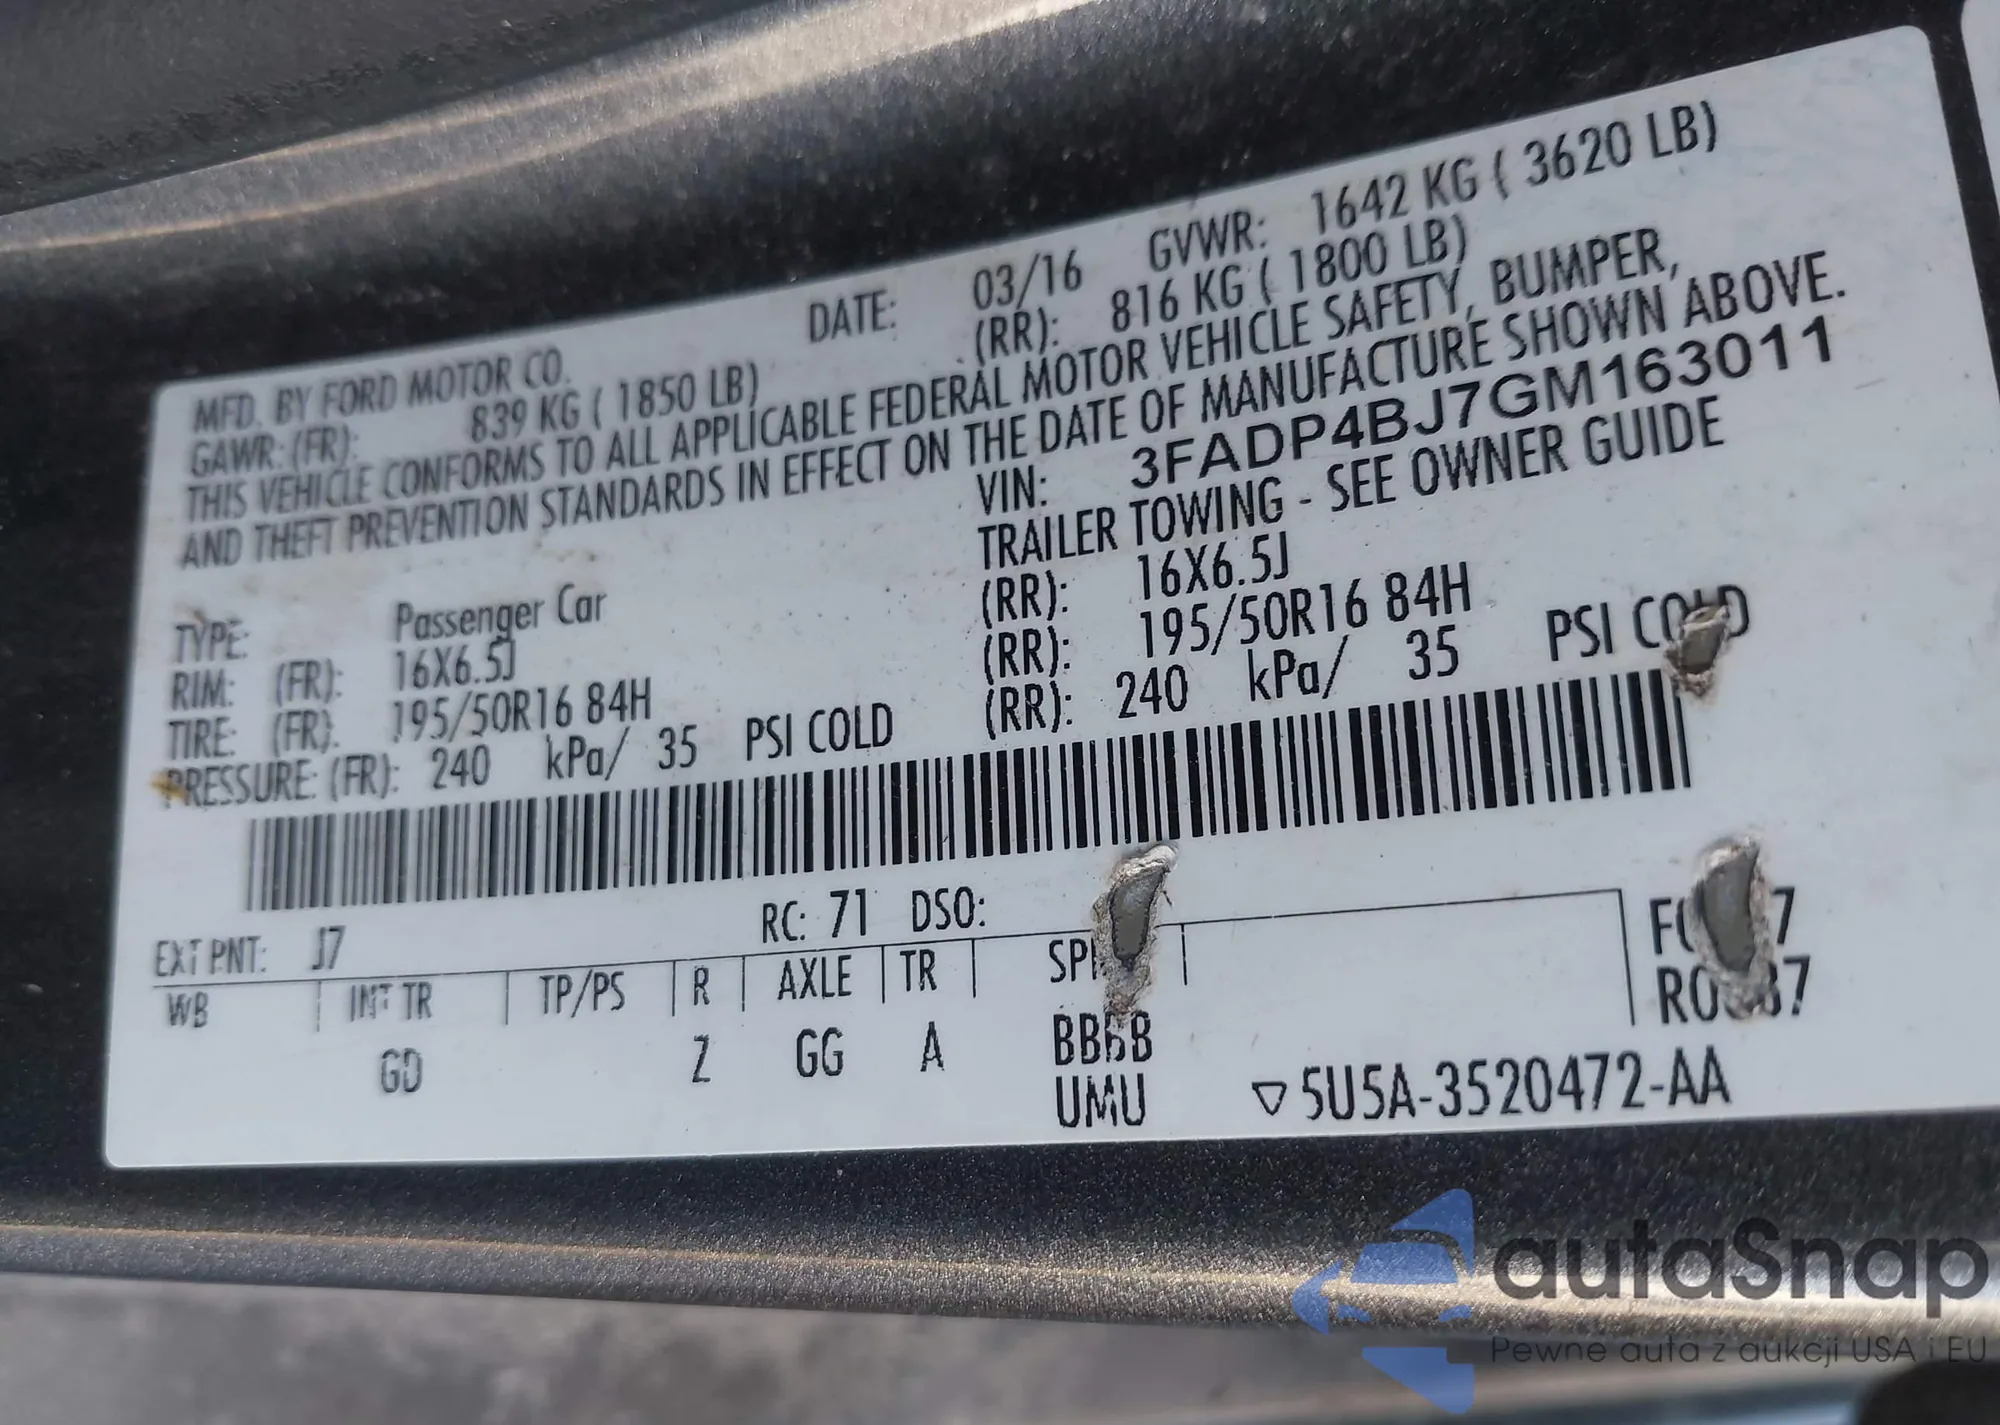 MFD. BY FORD MOTOR CO. DATE: 03/16 GVWR: 1642 KG ( 3620 LB)
GAWR: (FR): 839 KG ( 1850 LB) (RR): 816 KG ( 1800 LB)
THIS VEHICLE CONFORMS TO ALL APPLICABLE FEDERAL MOTOR VEHICLE SAFETY, BUMPER,
AND THEFT PREVENTION STANDARDS IN EFFECT ON THE DATE OF MANUFACTURE SHOWN ABOVE.
VIN: 3FADP4BJ7GM163011
TYPE: Passenger Car TRAILER TOWING - SEE OWNER GUIDE
RIM: (FR): 16X6.5J (RR): 16X6.5J
TIRE: (FR): 195/50R16 84H (RR): 195/50R16 84H
PRESSURE: (FR): 240 kPa/ 35 PSI COLD (RR): 240 kPa/ 35 PSI COLD
EXT PNT: J7 RC: 71 DSO:
WB INT TR TP/PS R AXLE TR
GD Z GG A BBBB
UMU ▽ 5U5A-3520472-AA
autaSnap
Pewne auta z aukcji USA i EU